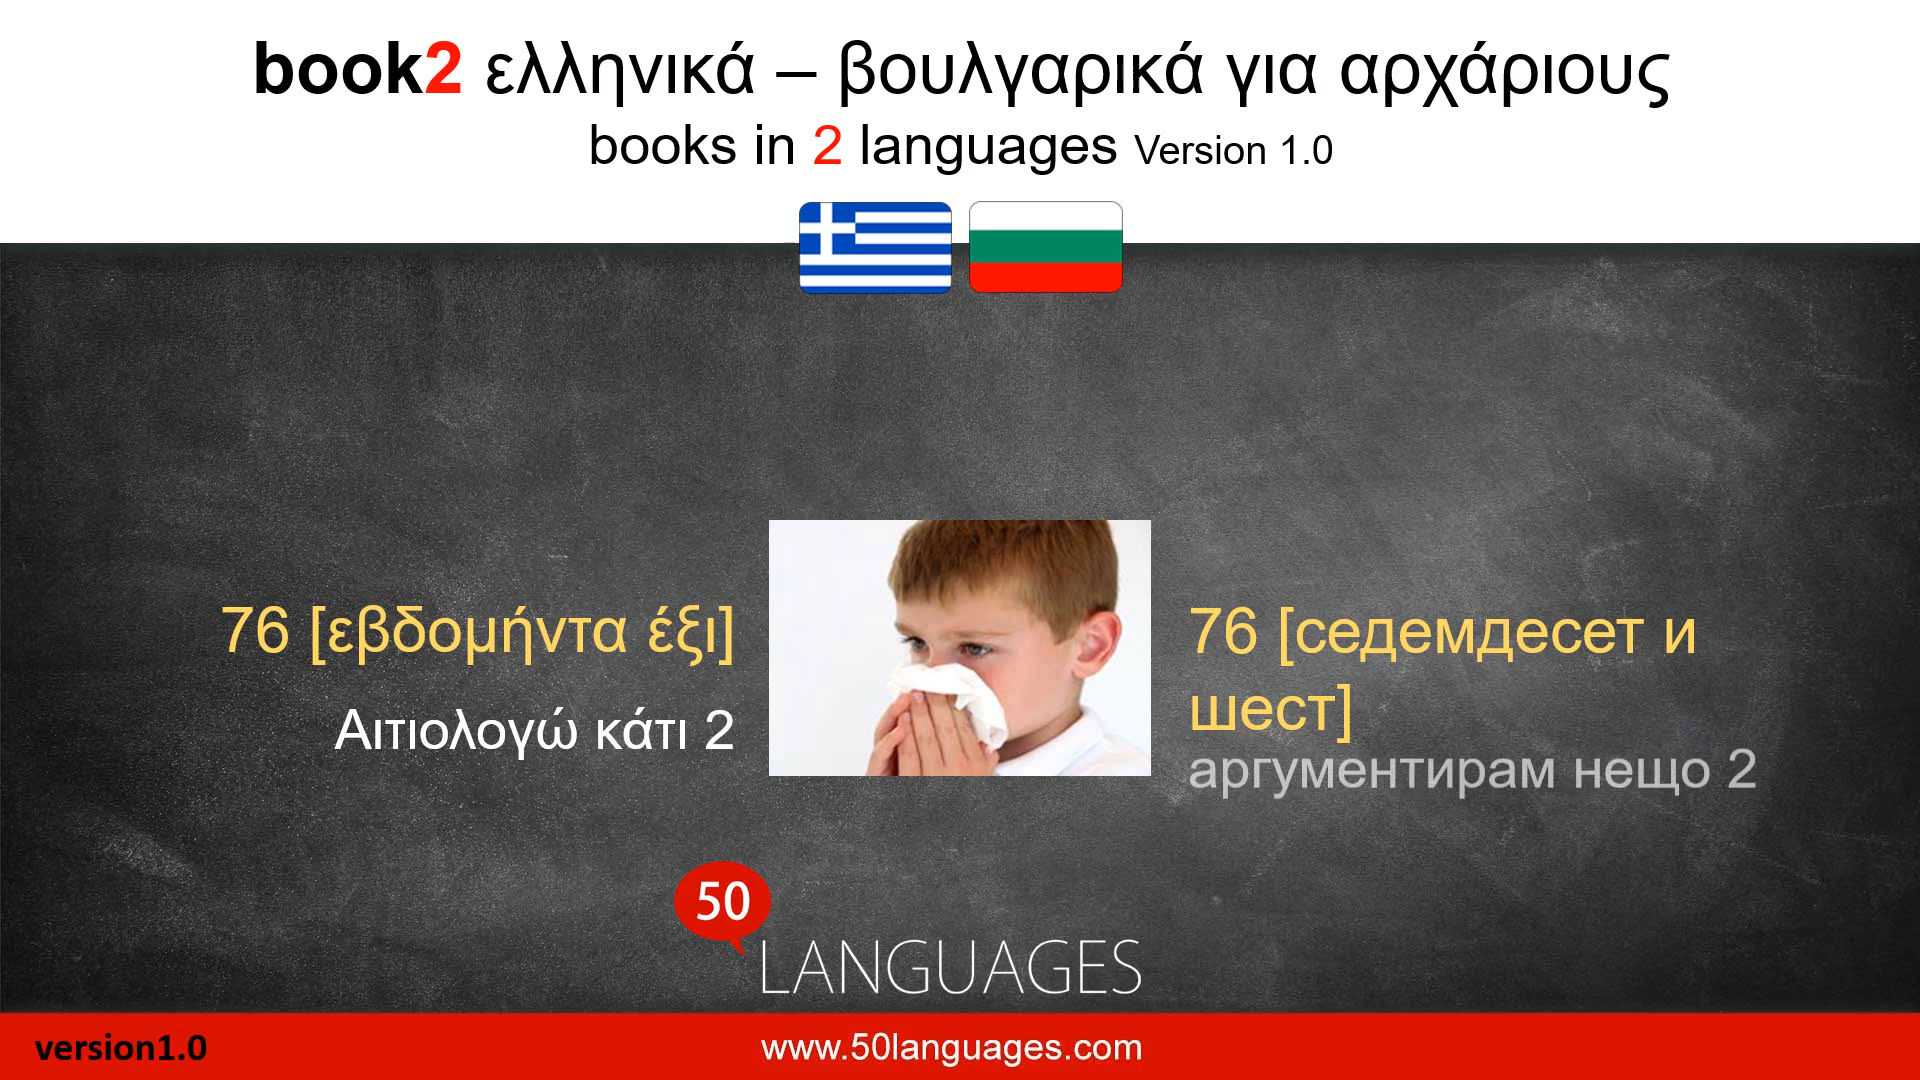 book2 ελληνικά – βουλγαρικά για αρχάριους
books in 2 languages Version 1.0
76 [εβδομήντα έξι]
Αιτιολογώ κάτι 2
76 [седемдесет и
шест]
аргументирам нещо 2
50
LANGUAGES
version1.0
www.50languages.com